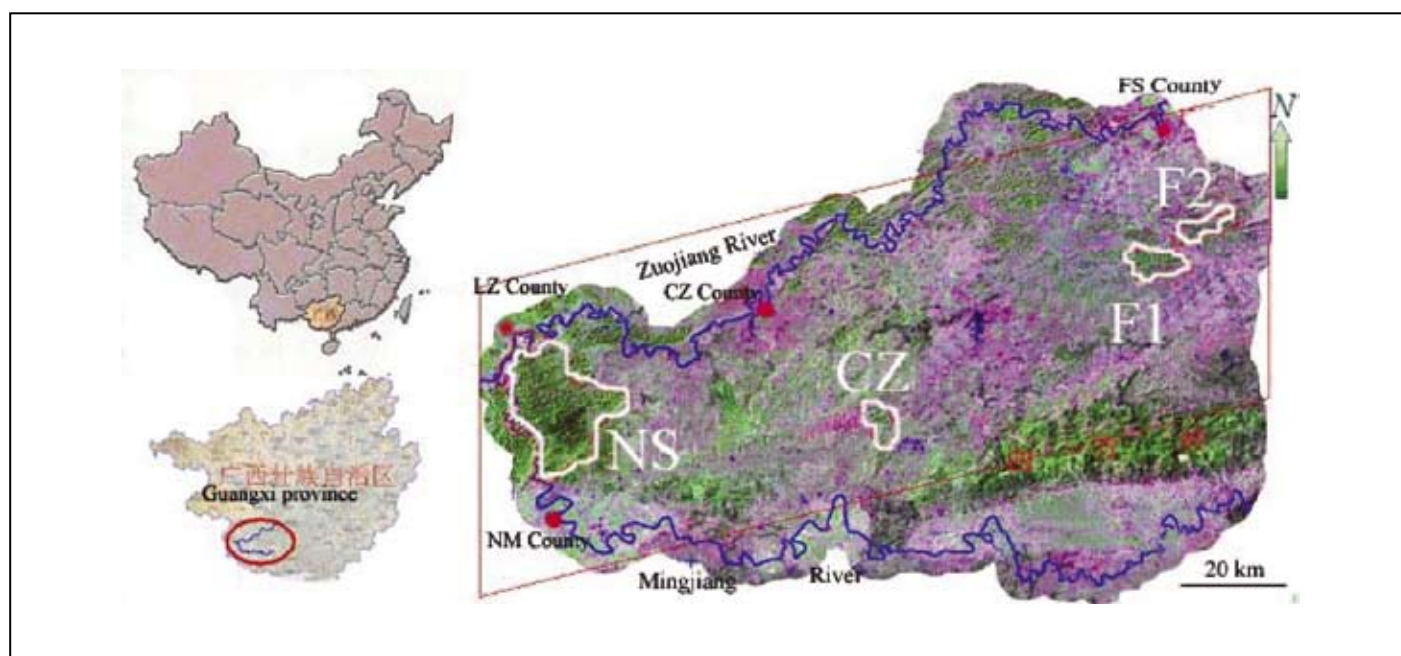 FS County
N
F2
Zuojiang River
LZ County
CZ County
F1
CZ
NS
广西壮族自治区
Guangxi province
NM County
Mingjiang River
20 km